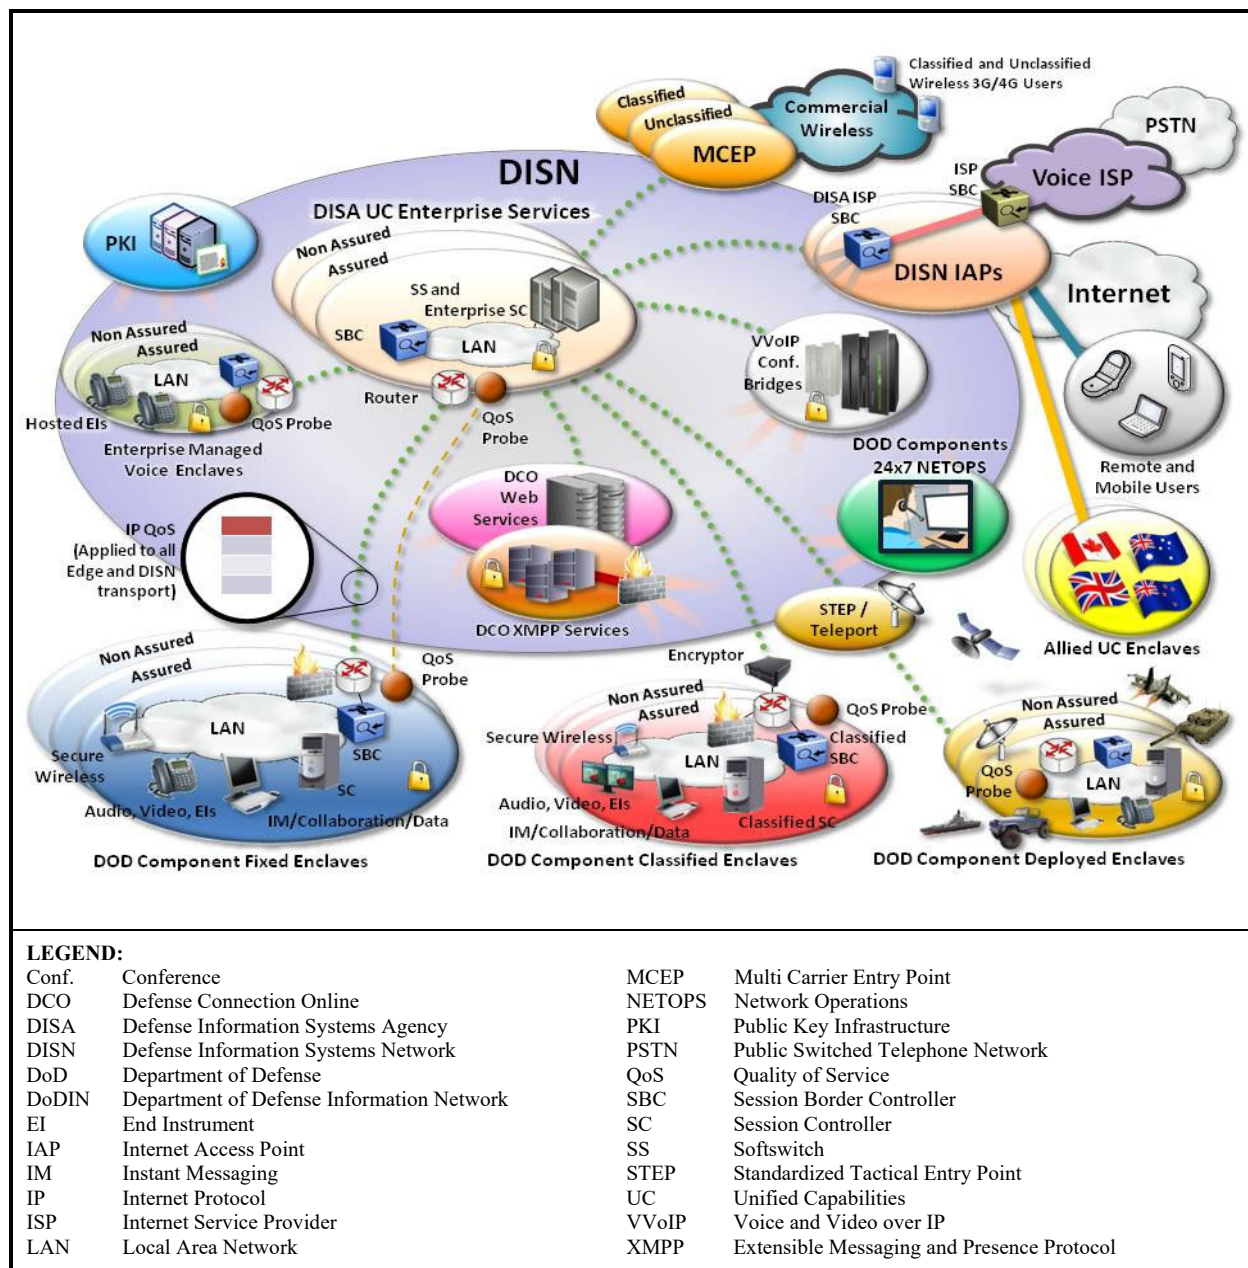 Classified and Unclassified
Wireless 3G/4G Users
Classified
Unclassified
MCEP
Commercial
Wireless
PSTN
ISP
SBC
Voice ISP
DISN
DISA ISP
SBC
DISN IAPs
Internet
DISA UC Enterprise Services
Non Assured
Assured
SS and
Enterprise SC
SBC
LAN
PKI
Non Assured
Assured
LAN
Hosted EIs
QoS Probe
Enterprise Managed
Voice Enclaves
Router
QoS
Probe
VVoIP
Conf.
Bridges
DOD Components
24x7 NETOPS
Remote and
Mobile Users
DCO
Web
Services
IP QoS
(Applied to all
Edge and DISN
transport)
DCO XMPP Services
STEP /
Teleport
Allied UC Enclaves
Non Assured
Assured
QoS
Probe
LAN
Secure
Wireless
SBC
SC
Audio, Video, EIs
IM/Collaboration/Data
DOD Component Fixed Enclaves
Encryptor
Non Assured
Assured
QoS Probe
Secure Wireless
Classified
SBC
LAN
Audio, Video, EIs
IM/Collaboration/Data
Classified SC
DOD Component Classified Enclaves
Non Assured
Assured
QoS
Probe
LAN
DOD Component Deployed Enclaves
LEGEND:
Conf. Conference
DCO Defense Connection Online
DISA Defense Information Systems Agency
DISN Defense Information Systems Network
DoD Department of Defense
DoDIN Department of Defense Information Network
EI End Instrument
IAP Internet Access Point
IM Instant Messaging
IP Internet Protocol
ISP Internet Service Provider
LAN Local Area Network
MCEP Multi Carrier Entry Point
NETOPS Network Operations
PKI Public Key Infrastructure
PSTN Public Switched Telephone Network
QoS Quality of Service
SBC Session Border Controller
SC Session Controller
SS Softswitch
STEP Standardized Tactical Entry Point
UC Unified Capabilities
VVoIP Voice and Video over IP
XMPP Extensible Messaging and Presence Protocol